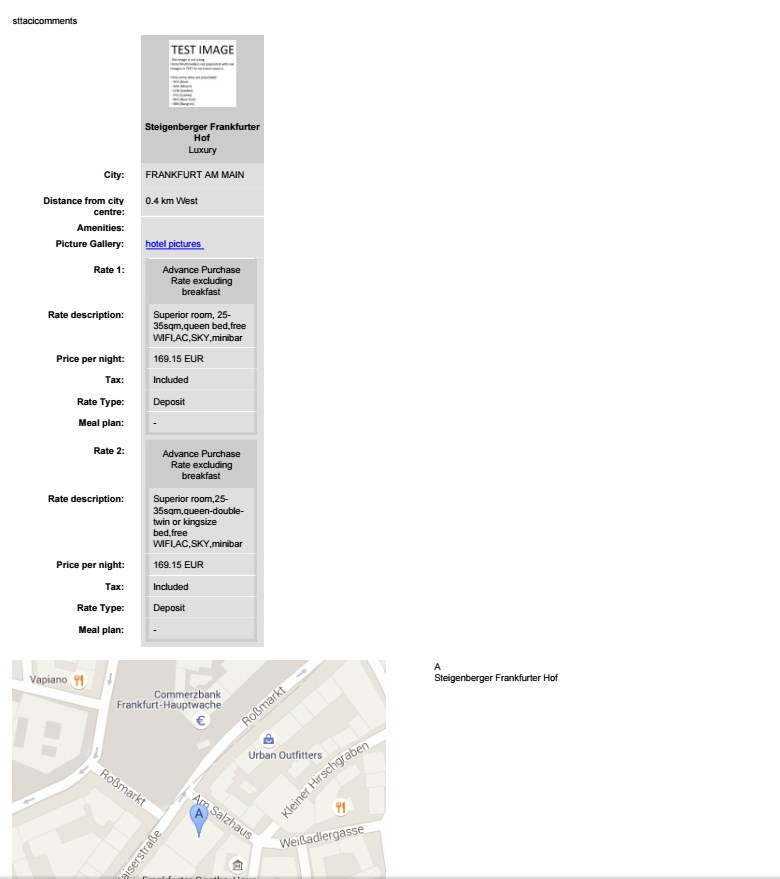 sttacicomments
TEST IMAGE
Steigenberger Frankfurter
Hof
Luxury
City: FRANKFURT AM MAIN
Distance from city
centre: 0.4 km West
Amenities:
Picture Gallery: hotel pictures
Rate 1: Advance Purchase
Rate excluding
breakfast
Rate description: Superior room, 25-
35sqm,queen bed,free
WIFI,AC,SKY,minibar
Price per night: 169.15 EUR
Tax: Included
Rate Type: Deposit
Meal plan: -
Rate 2: Advance Purchase
Rate excluding
breakfast
Rate description: Superior room,25-
35sqm,queen-double-
twin or kingsize
bed,free
WIFI,AC,SKY,minibar
Price per night: 169.15 EUR
Tax: Included
Rate Type: Deposit
Meal plan: -
A
Steigenberger Frankfurter Hof
Vapiano
Commerzbank
Frankfurt-Hauptwache
€
Roßmarkt
Urban Outfitters
Kleiner Hirschgraben
Roßmarkt
Am Salzhaus
A
Weißadlergasse
aiserstraße